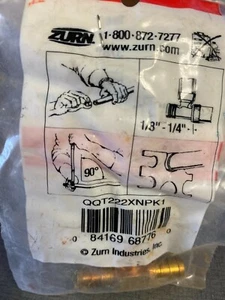 ZURN 1-800-872-7277
www.zurn.com
1/8" - 1/4"
90°
QQT222XNPK1
0 84169 68776 0
© Zurn Industries, Inc.